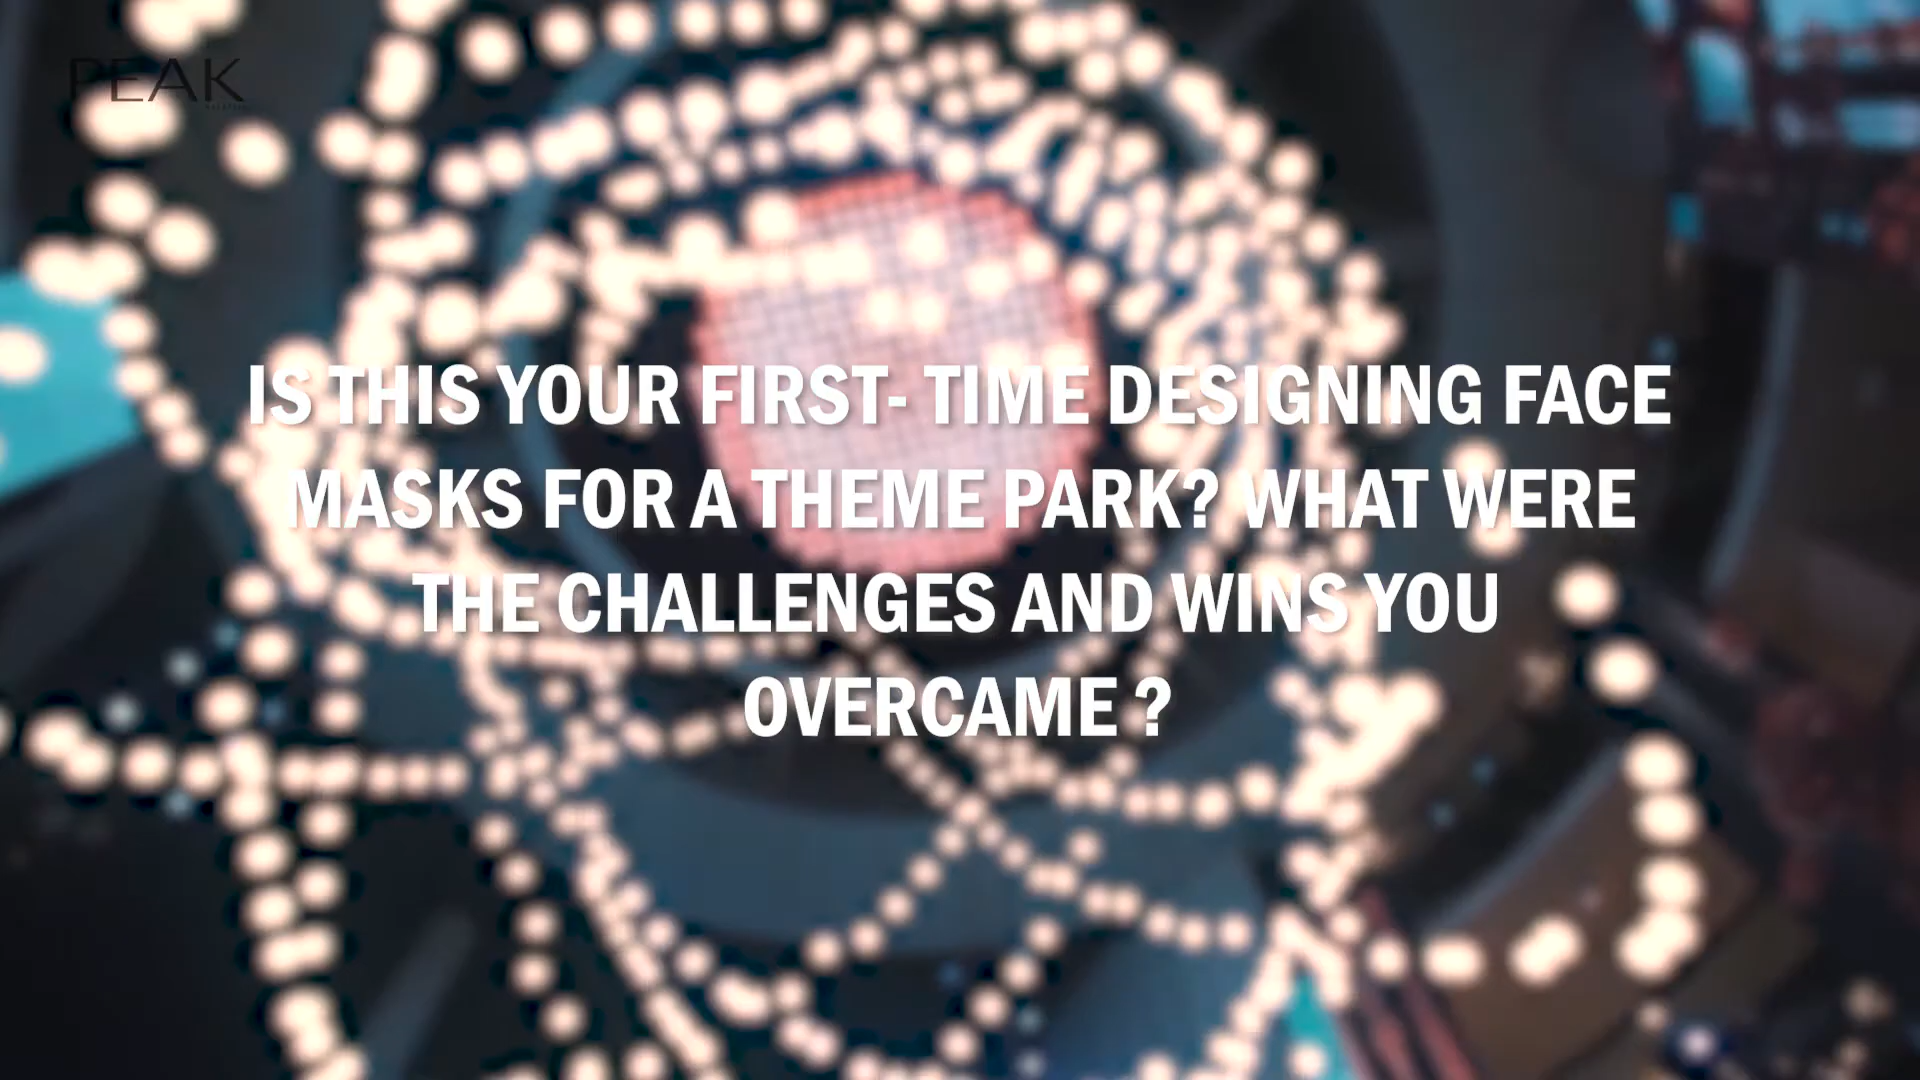 PEAK
IS THIS YOUR FIRST- TIME DESIGNING FACE
MASKS FOR A THEME PARK? WHAT WERE
THE CHALLENGES AND WINS YOU
OVERCAME ?